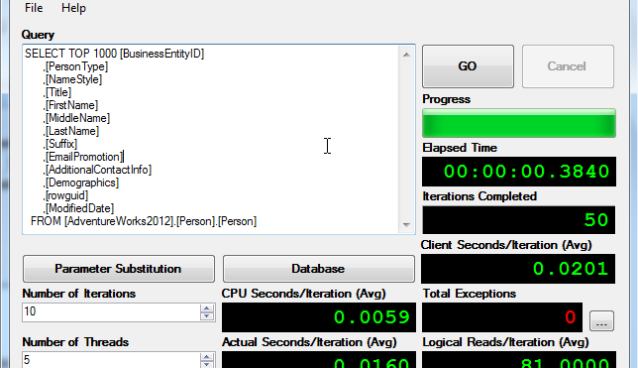 File Help
Query
SELECT TOP 1000 [BusinessEntityID]
,[PersonType]
,[NameStyle]
,[Title]
,[FirstName]
,[MiddleName]
,[LastName]
,[Suffix]
,[EmailPromotion]
,[AdditionalContactInfo]
,[Demographics]
,[rowguid]
,[ModifiedDate]
FROM [AdventureWorks2012].[Person].[Person]
GO Cancel
Progress
Elapsed Time
00:00:00.3840
Iterations Completed
50
Client Seconds/Iteration (Avg)
0.0201
Parameter Substitution Database
Number of Iterations CPU Seconds/Iteration (Avg) Total Exceptions
10 0.0059 0 ...
Number of Threads Actual Seconds/Iteration (Avg) Logical Reads/Iteration (Avg)
5 0.0160 81.0000